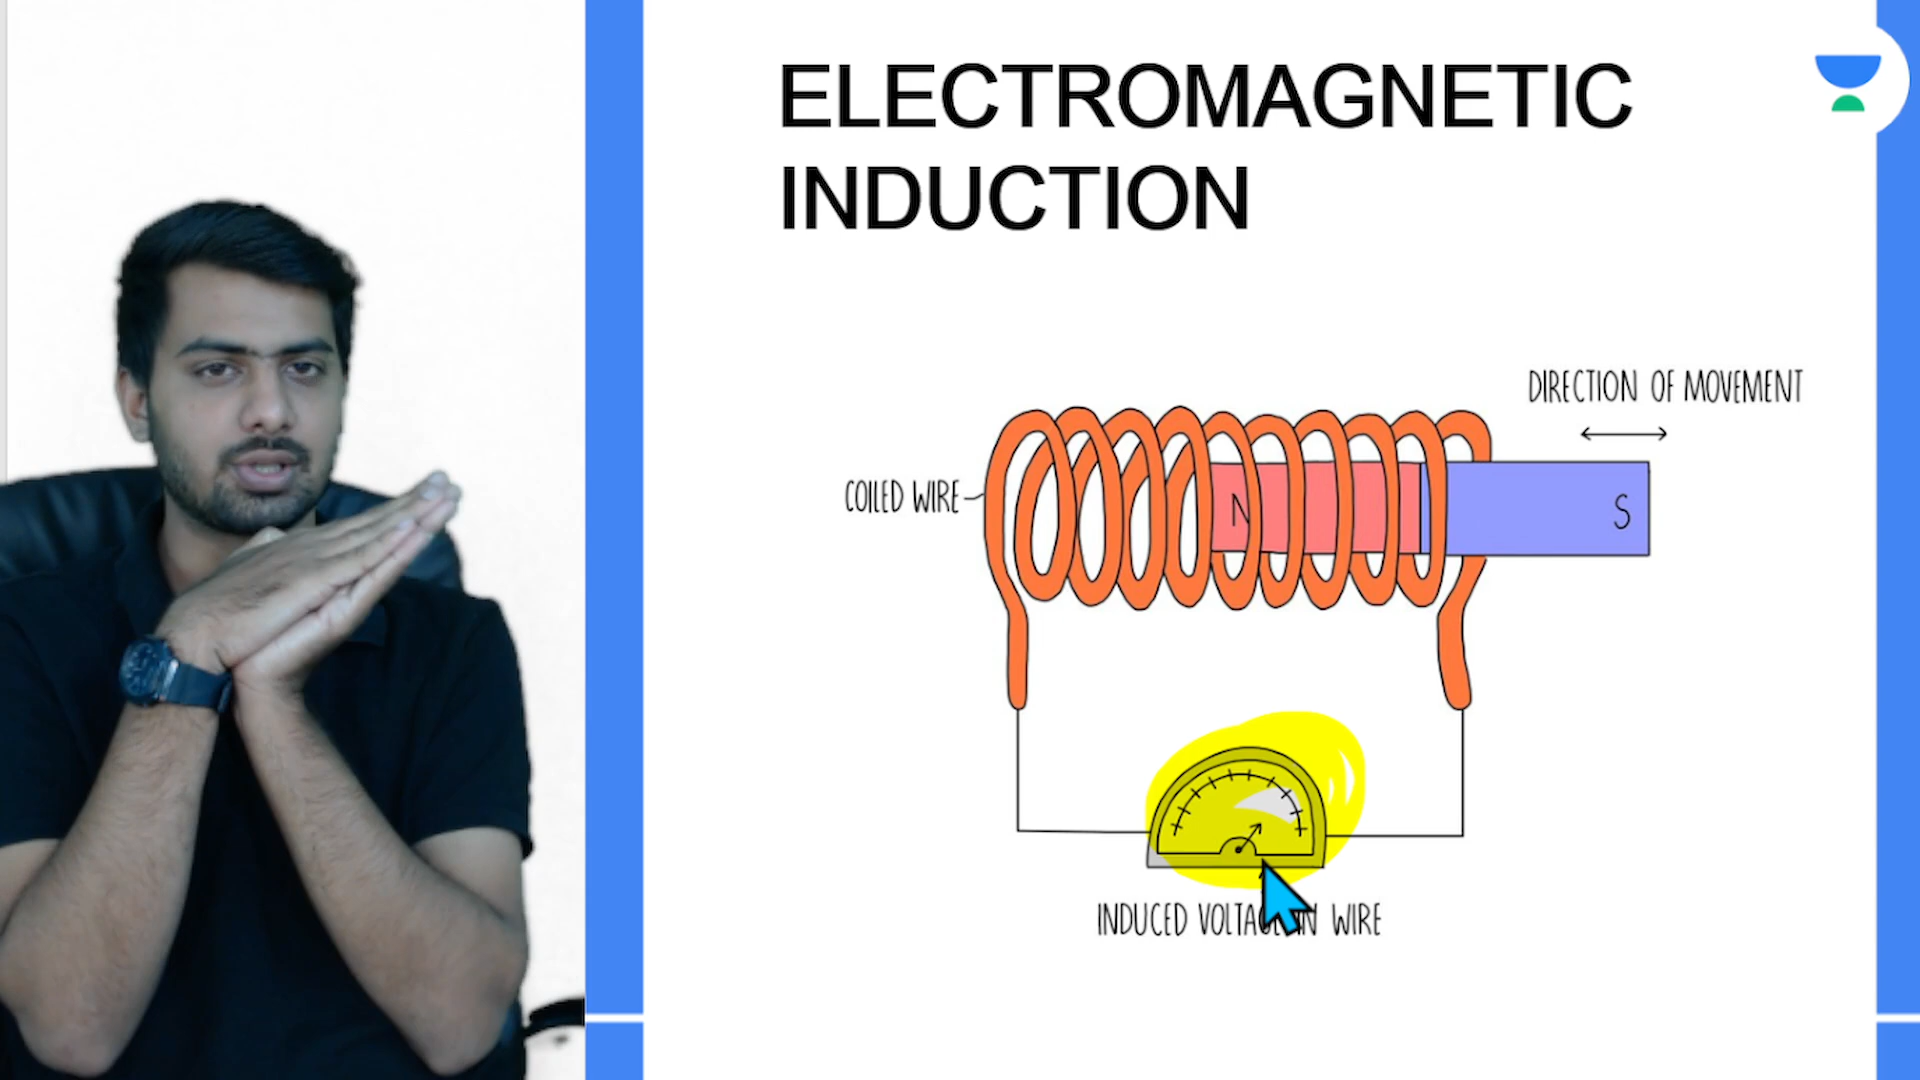 ELECTROMAGNETIC
INDUCTION
DIRECTION OF MOVEMENT
COILED WIRE
N
S
INDUCED VOLTAGE IN WIRE